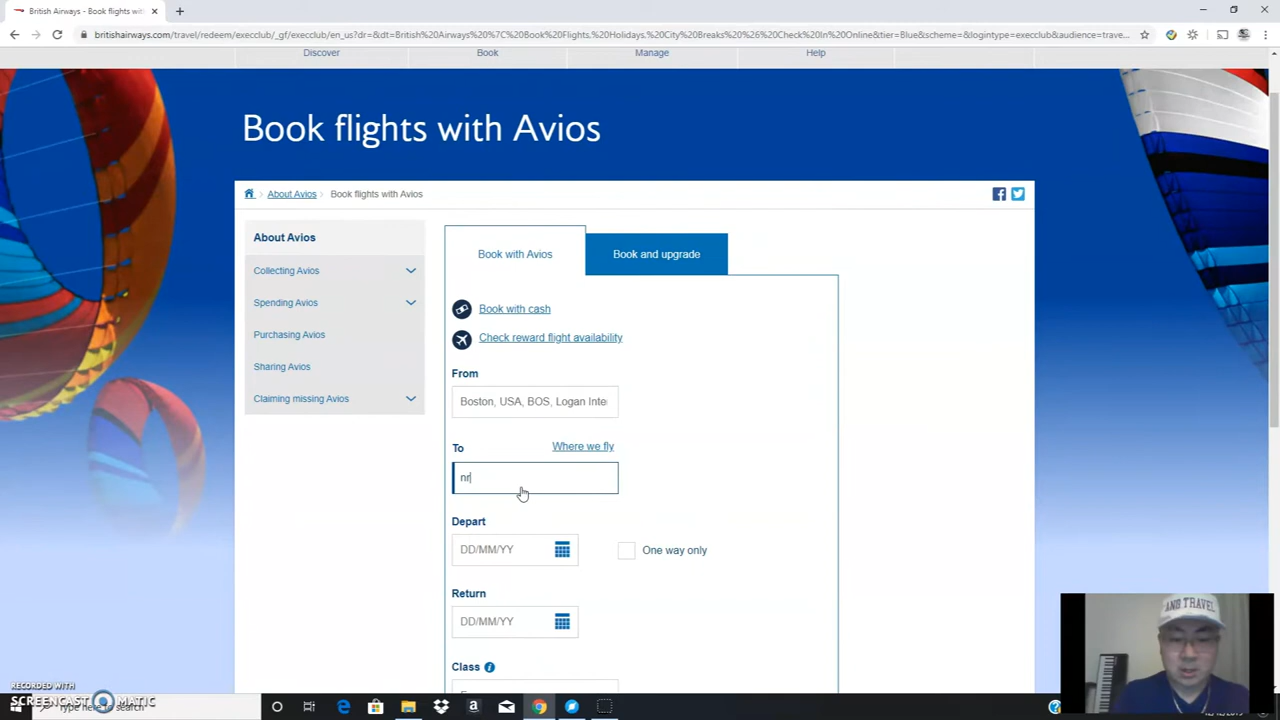 British Airways - Book flights with
britishairways.com/travel/redeem/execclub/_gf/execclub/en_us?dr=&dt=British%20Airways%20%7C%20Book%20Flights,%20Holidays,%20City%20Breaks%20%26%20Check%20In%20Online&tier=Blue&scheme=&logintype=execclub&audience=trave...
Discover
Book
Manage
Help
Book flights with Avios
About Avios
Book flights with Avios
About Avios
Collecting Avios
Spending Avios
Purchasing Avios
Sharing Avios
Claiming missing Avios
Book with Avios
Book and upgrade
Book with cash
Check reward flight availability
From
Boston, USA, BOS, Logan Inte
To
Where we fly
nr
Depart
DD/MM/YY
One way only
Return
DD/MM/YY
Class
AND TRAVEL
RECORDED WITH
SCREENCAST MATIC
Type here to search